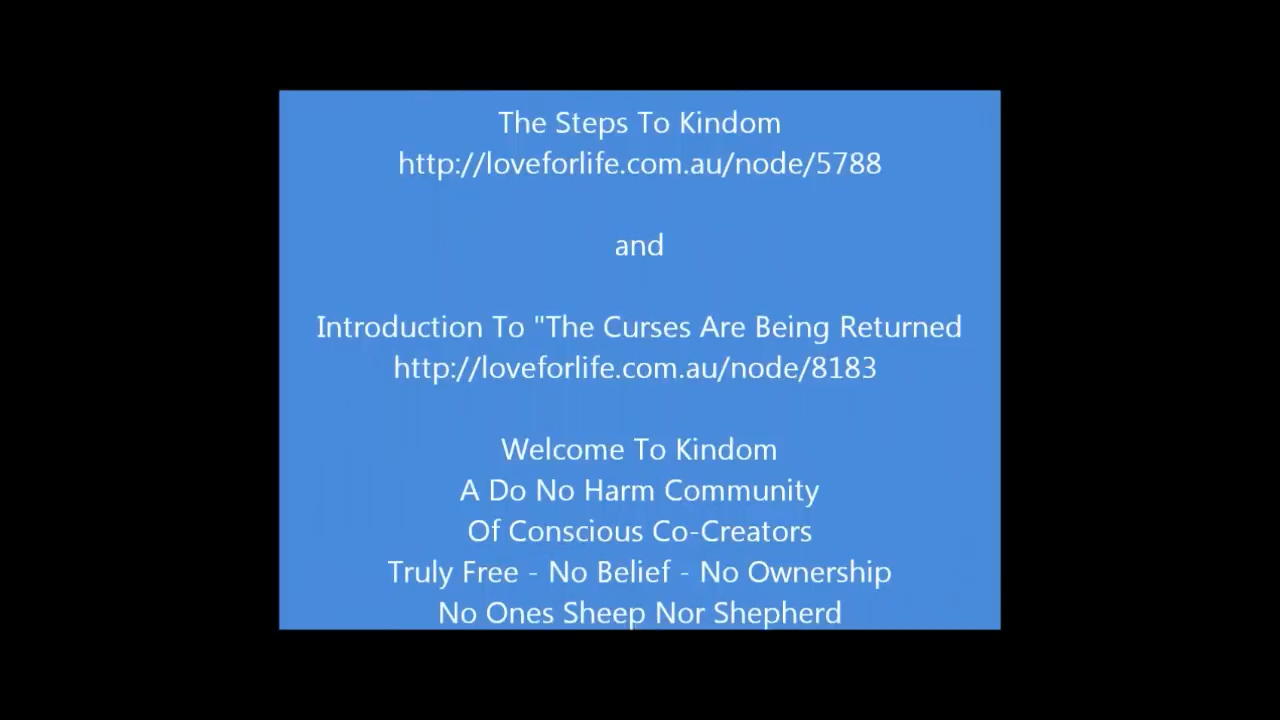 The Steps To Kindom
http://loveforlife.com.au/node/5788
and
Introduction To "The Curses Are Being Returned
http://loveforlife.com.au/node/8183
Welcome To Kindom
A Do No Harm Community
Of Conscious Co-Creators
Truly Free - No Belief - No Ownership
No Ones Sheep Nor Shepherd